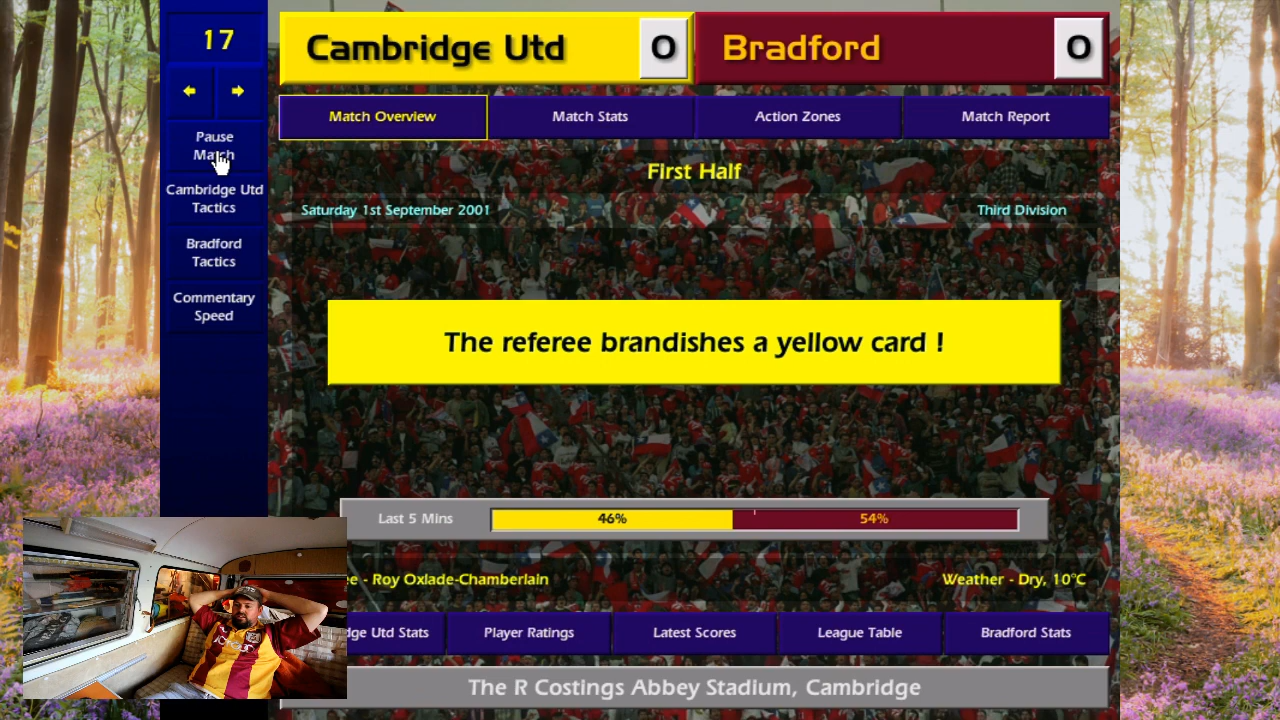 17
Cambridge Utd 0
Bradford 0
Pause
Match
Cambridge Utd
Tactics
Bradford
Tactics
Commentary
Speed
Match Overview
Match Stats
Action Zones
Match Report
First Half
Saturday 1st September 2001
Third Division
The referee brandishes a yellow card !
Last 5 Mins
46%
54%
ee - Roy Oxlade-Chamberlain
Weather - Dry, 10°C
dge Utd Stats
Player Ratings
Latest Scores
League Table
Bradford Stats
The R Costings Abbey Stadium, Cambridge